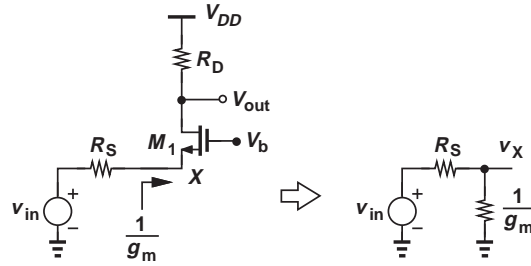 V_DD
R_D
V_out
M_1
V_b
R_S
X
v_in
+
−
1
g_m
R_S
v_X
v_in
+
−
1
g_m